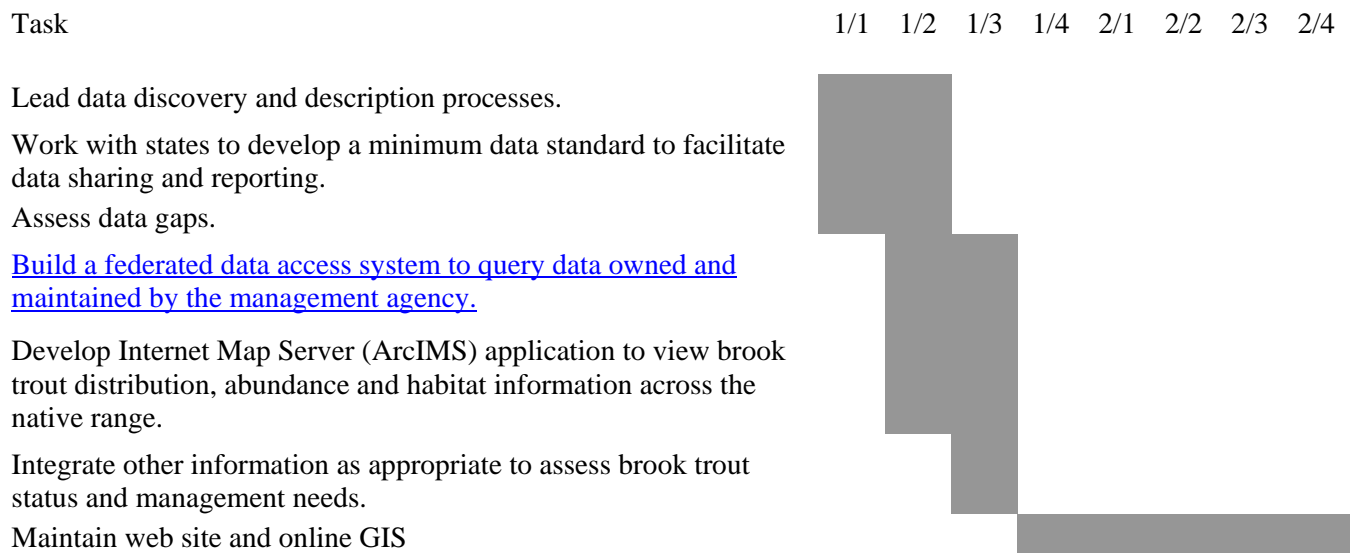 Task 1/1 1/2 1/3 1/4 2/1 2/2 2/3 2/4
Lead data discovery and description processes.
Work with states to develop a minimum data standard to facilitate
data sharing and reporting.
Assess data gaps.
Build a federated data access system to query data owned and
maintained by the management agency.
Develop Internet Map Server (ArcIMS) application to view brook
trout distribution, abundance and habitat information across the
native range.
Integrate other information as appropriate to assess brook trout
status and management needs.
Maintain web site and online GIS